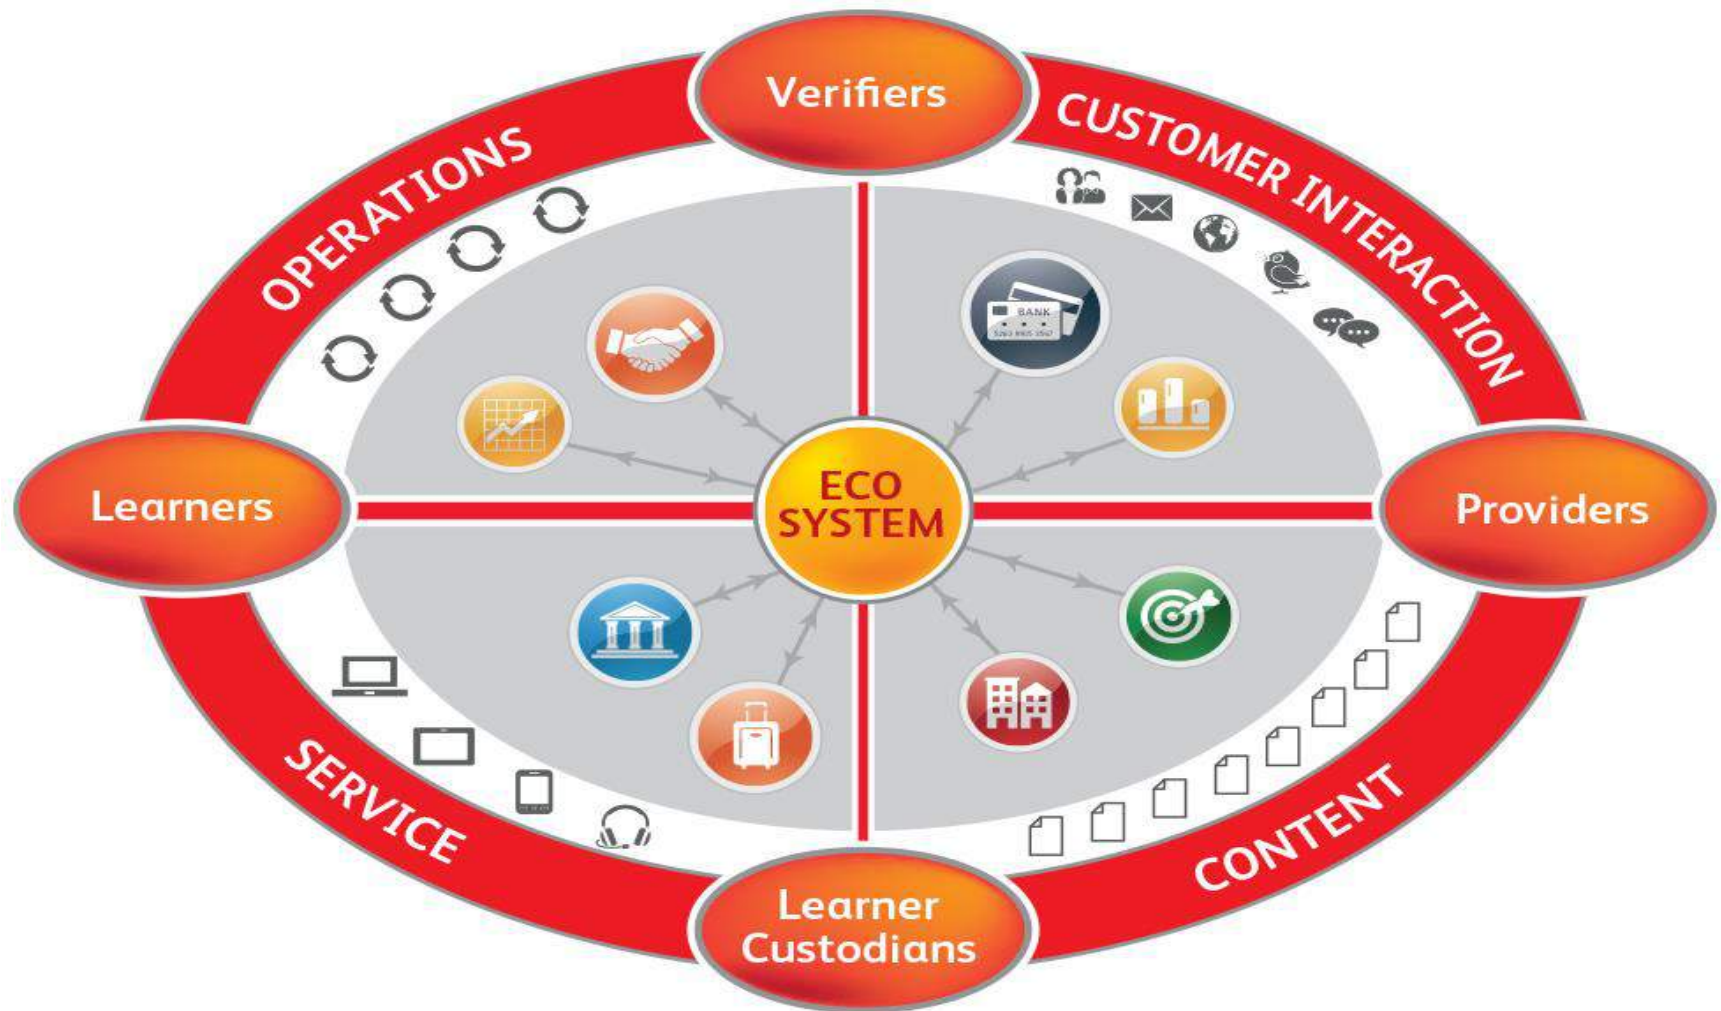 Verifiers
OPERATIONS
CUSTOMER INTERACTION
BANK
Learners
ECO
SYSTEM
Providers
SERVICE
CONTENT
Learner
Custodians